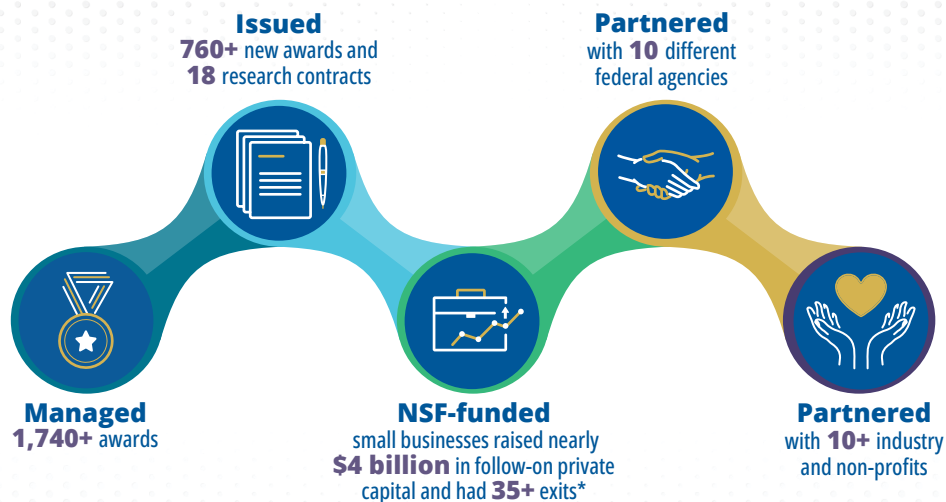 Issued
760+ new awards and
18 research contracts
Partnered
with 10 different
federal agencies
Managed
1,740+ awards
NSF-funded
small businesses raised nearly
$4 billion in follow-on private
capital and had 35+ exits*
Partnered
with 10+ industry
and non-profits